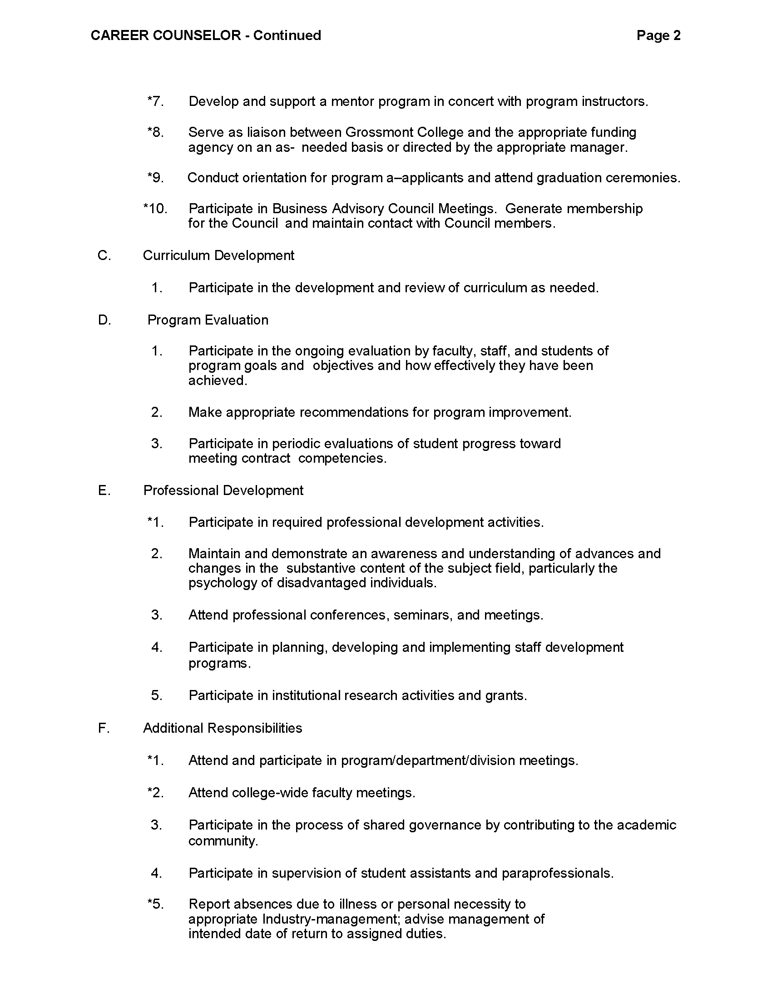 CAREER COUNSELOR - Continued Page 2
*7. Develop and support a mentor program in concert with program instructors.
*8. Serve as liaison between Grossmont College and the appropriate funding
agency on an as-  needed basis or directed by the appropriate manager.
*9. Conduct orientation for program a–applicants and attend graduation ceremonies.
*10. Participate in Business Advisory Council Meetings.  Generate membership
for the Council  and maintain contact with Council members.
C. Curriculum Development
1. Participate in the development and review of curriculum as needed.
D. Program Evaluation
1. Participate in the ongoing evaluation by faculty, staff, and students of
program goals and  objectives and how effectively they have been
achieved.
2. Make appropriate recommendations for program improvement.
3. Participate in periodic evaluations of student progress toward
meeting contract  competencies.
E. Professional Development
*1. Participate in required professional development activities.
2. Maintain and demonstrate an awareness and understanding of advances and
changes in the  substantive content of the subject field, particularly the
psychology of disadvantaged individuals.
3. Attend professional conferences, seminars, and meetings.
4. Participate in planning, developing and implementing staff development
programs.
5. Participate in institutional research activities and grants.
F. Additional Responsibilities
*1. Attend and participate in program/department/division meetings.
*2. Attend college-wide faculty meetings.
3. Participate in the process of shared governance by contributing to the academic
community.
4. Participate in supervision of student assistants and paraprofessionals.
*5. Report absences due to illness or personal necessity to
appropriate Industry-management; advise management of
intended date of return to assigned duties.